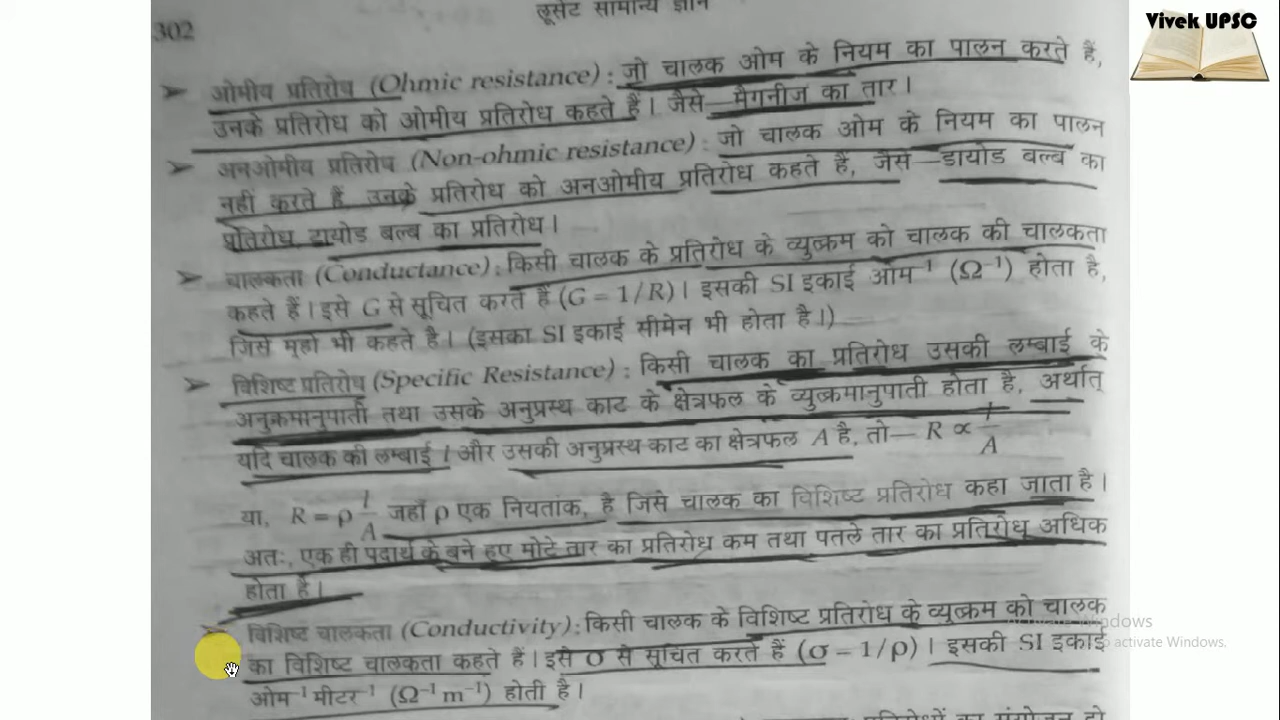 302
लूसेंट सामान्य ज्ञान
Vivek UPSC
➤ ओमीय प्रतिरोध (Ohmic resistance) : जो चालक ओम के नियम का पालन करते हैं,
उनके प्रतिरोध को ओमीय प्रतिरोध कहते हैं। जैसे—मैगनीज का तार।
➤ अनओमीय प्रतिरोध (Non-ohmic resistance) : जो चालक ओम के नियम का पालन
नहीं करते हैं, उनके प्रतिरोध को अनओमीय प्रतिरोध कहते हैं, जैसे—डायोड बल्ब का
प्रतिरोध, ट्रायोड बल्ब का प्रतिरोध।
➤ चालकता (Conductance) : किसी चालक के प्रतिरोध के व्युत्क्रम को चालक की चालकता
कहते हैं। इसे G से सूचित करते हैं (G = 1/R)। इसकी SI इकाई ओम⁻¹ (Ω⁻¹) होता है,
जिसे मूहो भी कहते है। (इसका SI इकाई सीमेन भी होता है।)
➤ विशिष्ट प्रतिरोध (Specific Resistance) : किसी चालक का प्रतिरोध उसकी लम्बाई के
अनुक्रमानुपाती तथा उसके अनुप्रस्थ काट के क्षेत्रफल के व्युत्क्रमानुपाती होता है, अर्थात्
यदि चालक की लम्बाई l और उसकी अनुप्रस्थ काट का क्षेत्रफल A है, तो— R ∝ l/A
या, R = ρ l/A जहाँ ρ एक नियतांक, है जिसे चालक का विशिष्ट प्रतिरोध कहा जाता है।
अतः, एक ही पदार्थ के बने हुए मोटे तार का प्रतिरोध कम तथा पतले तार का प्रतिरोध अधिक
होता है।
➤ विशिष्ट चालकता (Conductivity) : किसी चालक के विशिष्ट प्रतिरोध के व्युत्क्रम को चालक
का विशिष्ट चालकता कहते हैं। इसे σ से सूचित करते हैं (σ = 1/ρ)। इसकी SI इकाई
ओम⁻¹ मीटर⁻¹ (Ω⁻¹ m⁻¹) होती है।